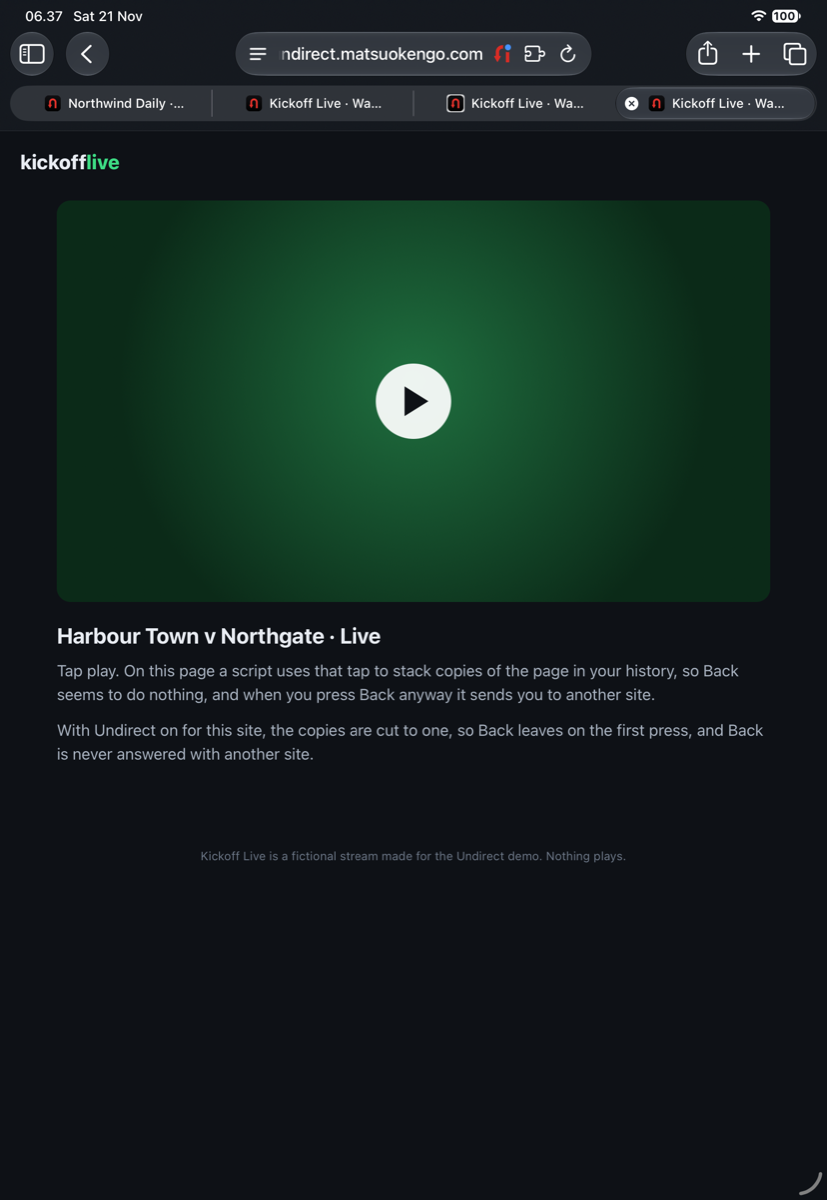 06.37 Sat 21 Nov
100
ndirect.matsuokengo.com
Northwind Daily ·...
Kickoff Live · Wa...
Kickoff Live · Wa...
Kickoff Live · Wa...
kickofflive
Harbour Town v Northgate · Live
Tap play. On this page a script uses that tap to stack copies of the page in your history, so Back
seems to do nothing, and when you press Back anyway it sends you to another site.
With Undirect on for this site, the copies are cut to one, so Back leaves on the first press, and Back
is never answered with another site.
Kickoff Live is a fictional stream made for the Undirect demo. Nothing plays.